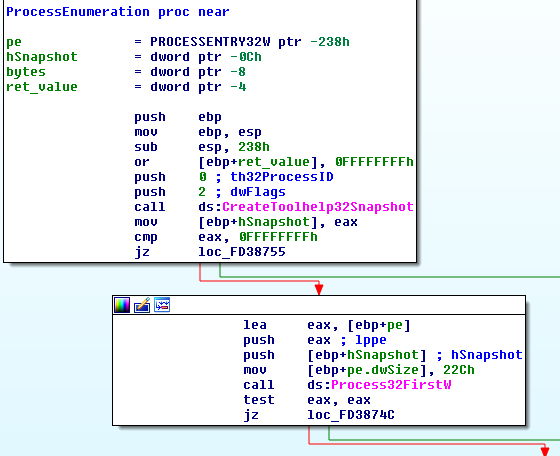 ProcessEnumeration proc near
pe = PROCESSENTRY32W ptr -238h
hSnapshot = dword ptr -0Ch
bytes = dword ptr -8
ret_value = dword ptr -4
push ebp
mov ebp, esp
sub esp, 238h
or [ebp+ret_value], 0FFFFFFFFh
push 0 ; th32ProcessID
push 2 ; dwFlags
call ds:CreateToolhelp32Snapshot
mov [ebp+hSnapshot], eax
cmp eax, 0FFFFFFFFh
jz loc_FD38755
lea eax, [ebp+pe]
push eax ; lppe
push [ebp+hSnapshot] ; hSnapshot
mov [ebp+pe.dwSize], 22Ch
call ds:Process32FirstW
test eax, eax
jz loc_FD3874C